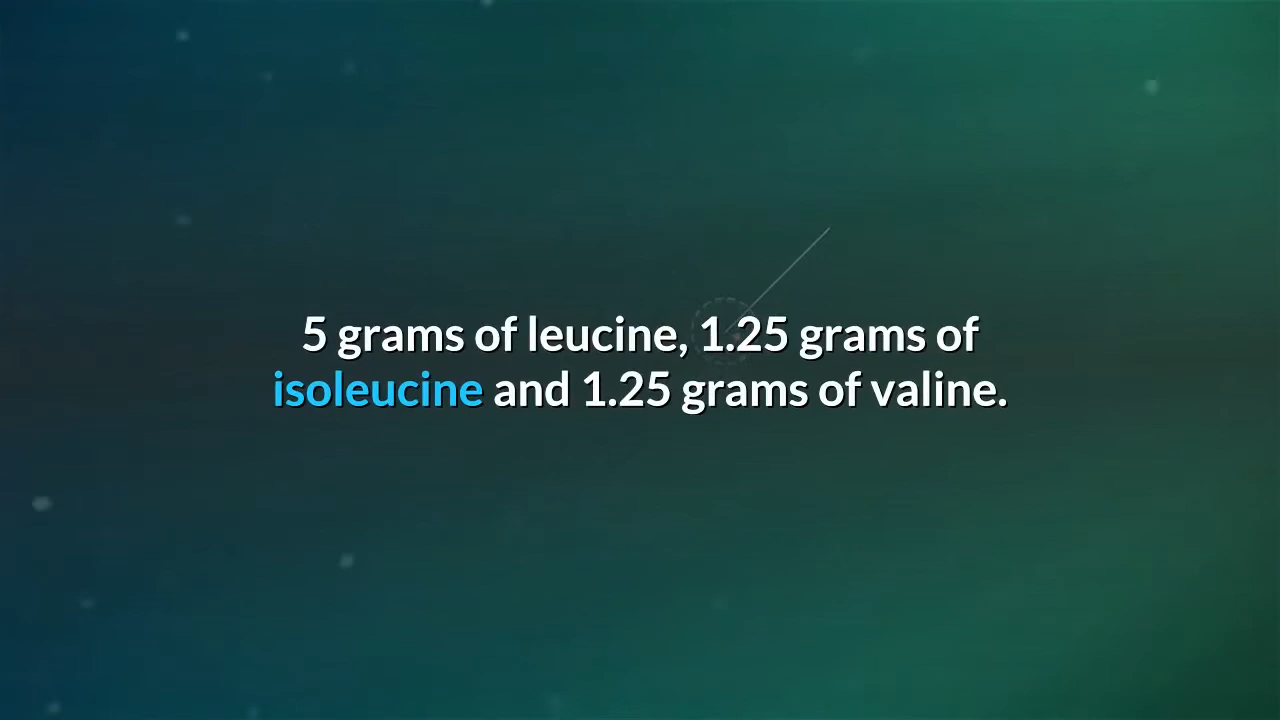 5 grams of leucine, 1.25 grams of
isoleucine and 1.25 grams of valine.